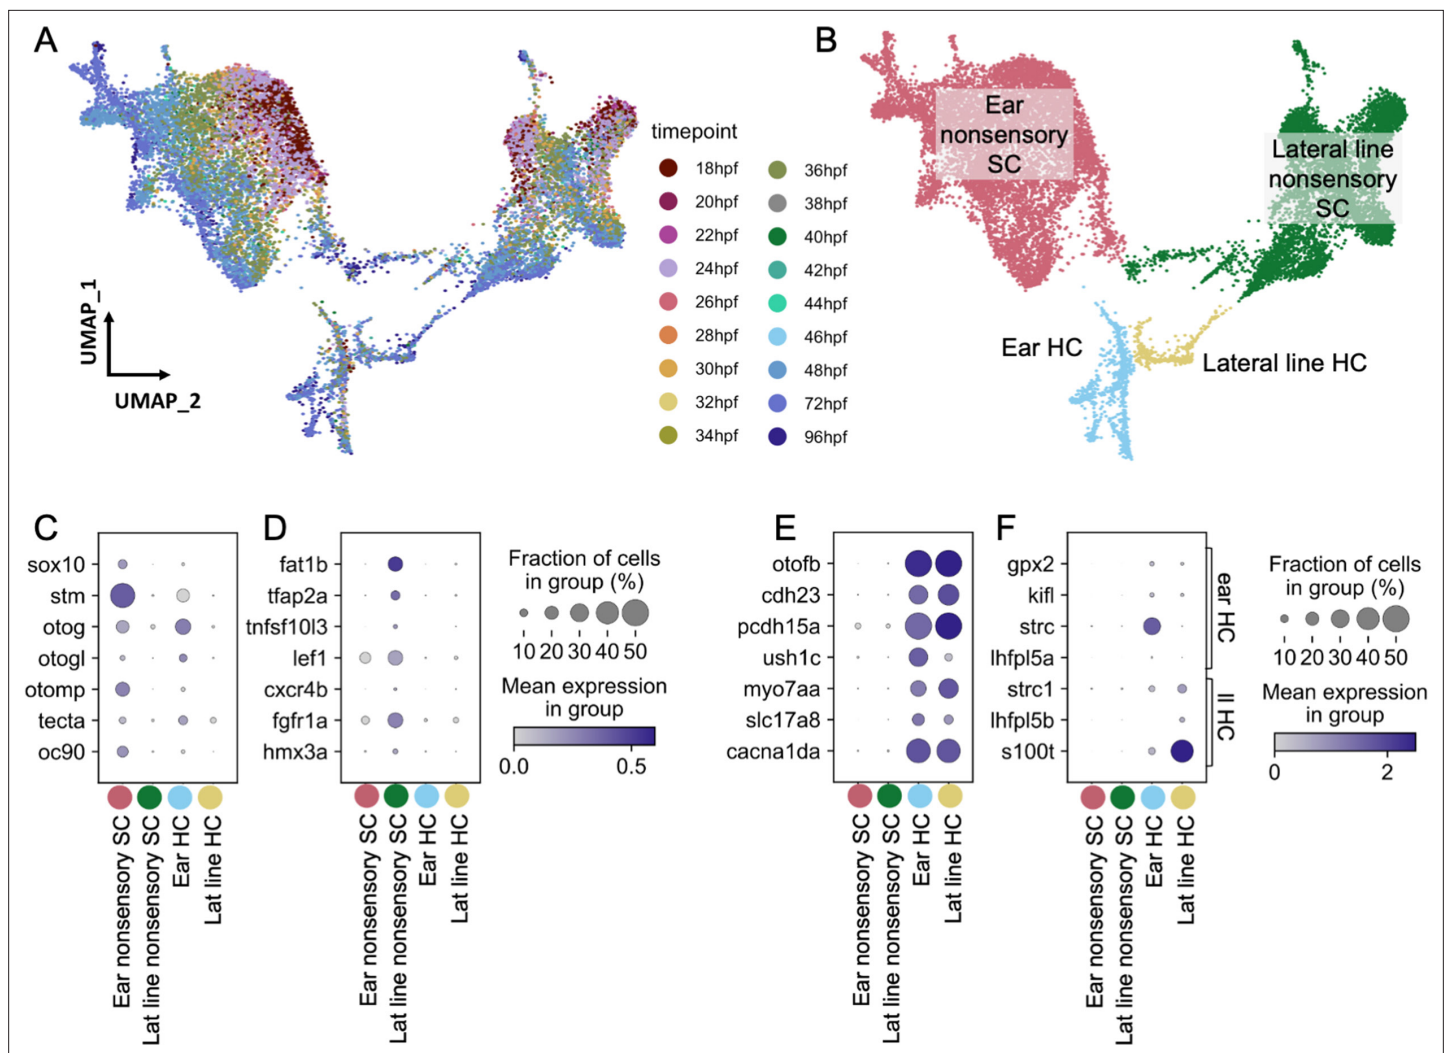 A
B
timepoint
18hpf
20hpf
22hpf
24hpf
26hpf
28hpf
30hpf
32hpf
34hpf
36hpf
38hpf
40hpf
42hpf
44hpf
46hpf
48hpf
72hpf
96hpf
UMAP_1
UMAP_2
Ear
nonsensory
SC
Lateral line
nonsensory
SC
Ear HC
Lateral line HC
C
sox10
stm
otog
otogl
otomp
tecta
oc90
Ear nonsensory SC
Lat line nonsensory SC
Ear HC
Lat line HC
D
fat1b
tfap2a
tnfsf10l3
lef1
cxcr4b
fgfr1a
hmx3a
Ear nonsensory SC
Lat line nonsensory SC
Ear HC
Lat line HC
Fraction of cells
in group (%)
10 20 30 40 50
Mean expression
in group
0.0 0.5
E
otofb
cdh23
pcdh15a
ush1c
myo7aa
slc17a8
cacna1da
Ear nonsensory SC
Lat line nonsensory SC
Ear HC
Lat line HC
F
gpx2
kifl
strc
lhfpl5a
strc1
lhfpl5b
s100t
ear HC
ll HC
Ear nonsensory SC
Lat line nonsensory SC
Ear HC
Lat line HC
Fraction of cells
in group (%)
10 20 30 40 50
Mean expression
in group
0 2